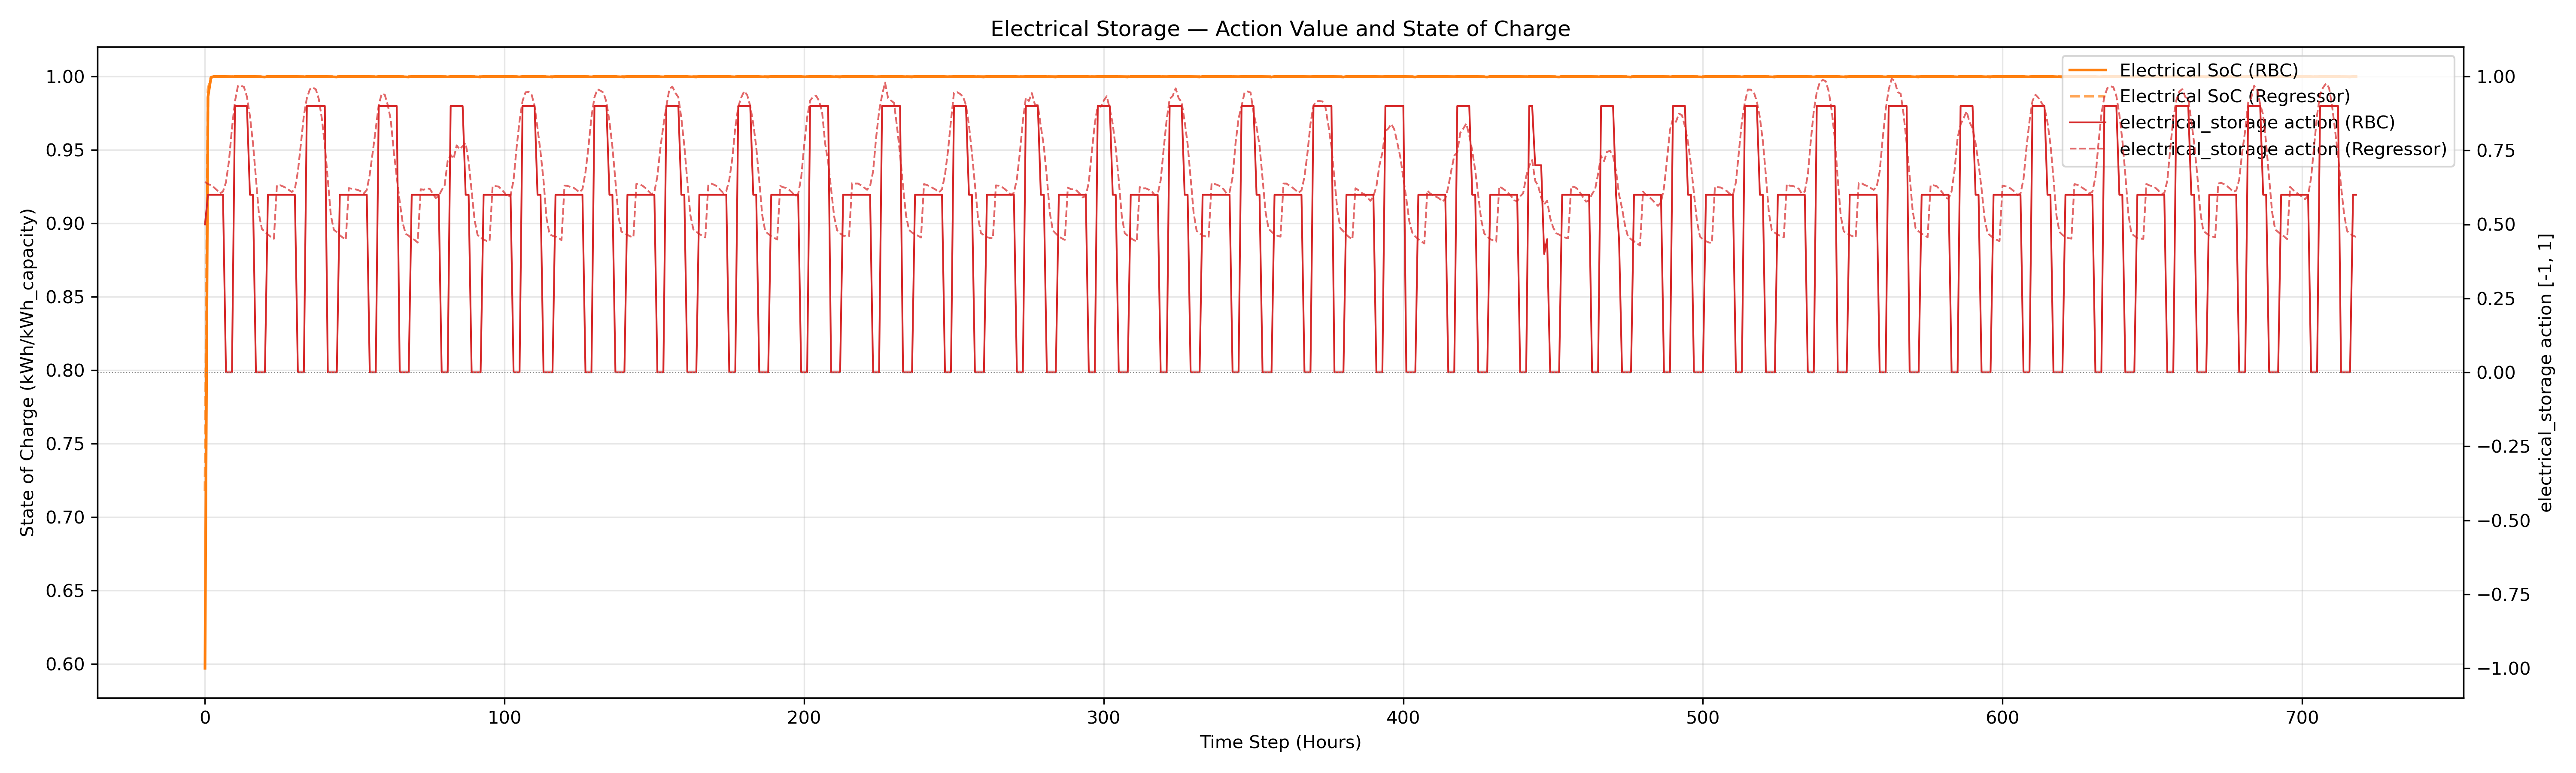 Electrical Storage — Action Value and State of Charge
State of Charge (kWh/kWh_capacity)
1.00
0.95
0.90
0.85
0.80
0.75
0.70
0.65
0.60
Electrical SoC (RBC)
Electrical SoC (Regressor)
electrical_storage action (RBC)
electrical_storage action (Regressor)
1.00
0.75
0.50
0.25
0.00
−0.25
−0.50
−0.75
−1.00
electrical_storage action [-1, 1]
0 100 200 300 400 500 600 700
Time Step (Hours)